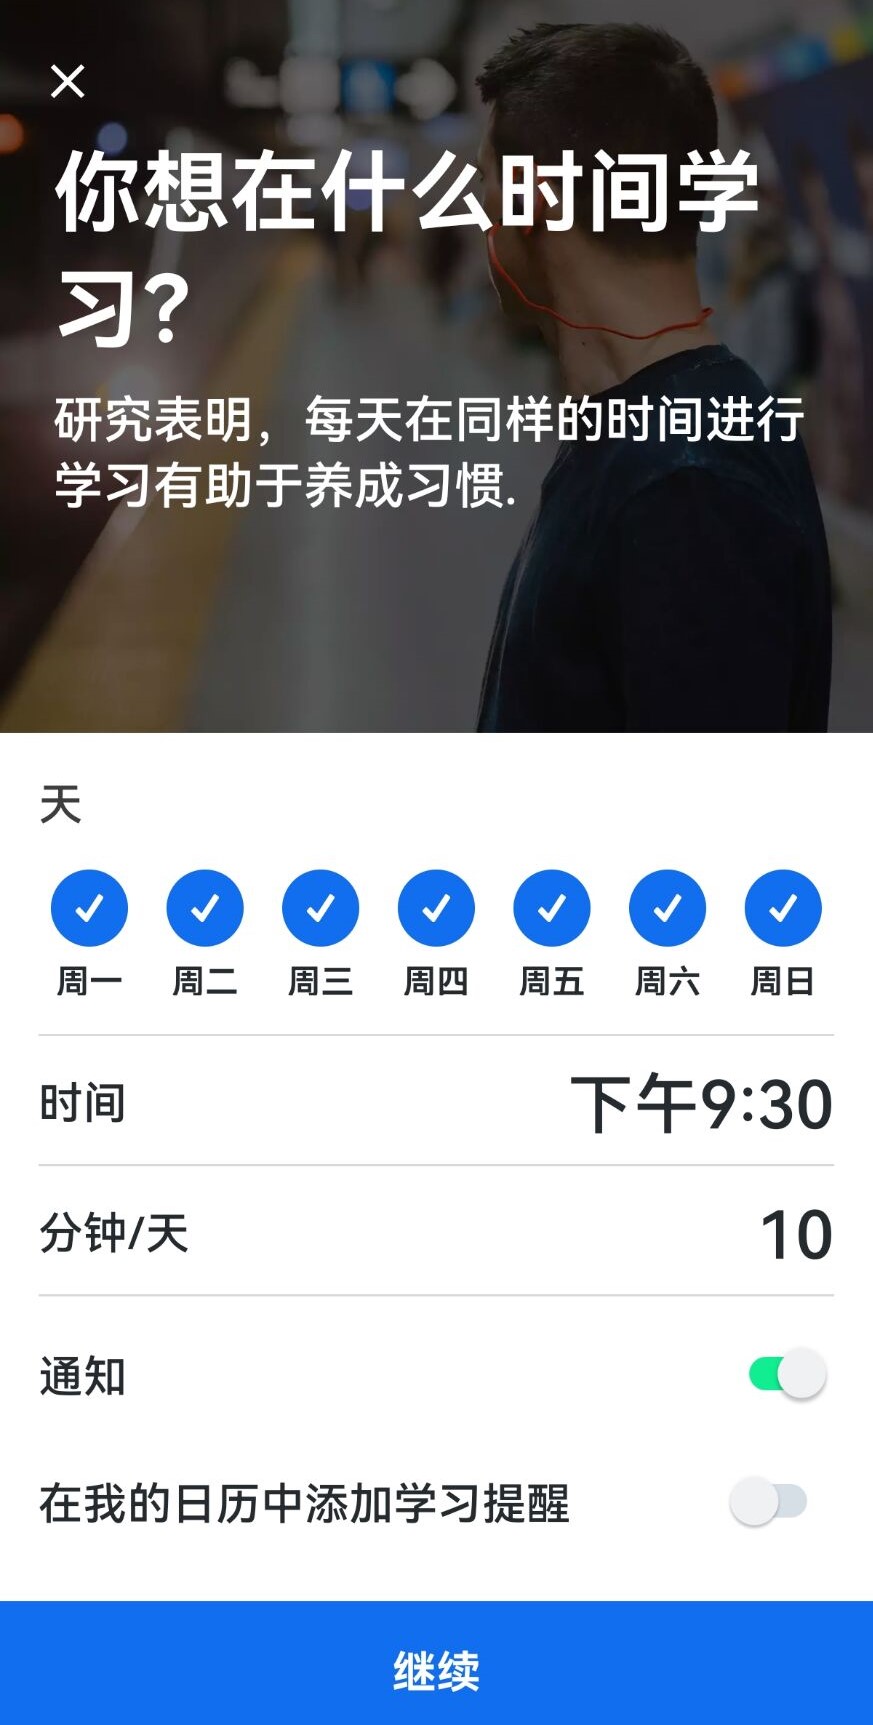 你想在什么时间学
习？
研究表明，每天在同样的时间进行
学习有助于养成习惯.
天
周一 周二 周三 周四 周五 周六 周日
时间 下午9:30
分钟/天 10
通知
在我的日历中添加学习提醒
继续